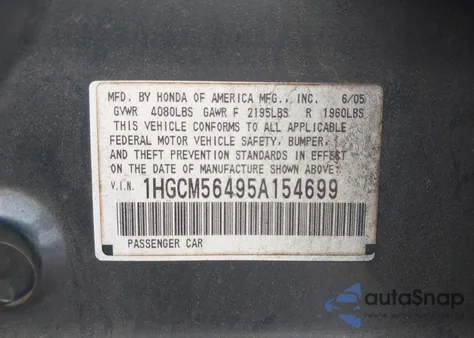 MFD. BY HONDA OF AMERICA MFG., INC. 6/05
GVWR 4080LBS GAWR F 2195LBS R 1960LBS
THIS VEHICLE CONFORMS TO ALL APPLICABLE
FEDERAL MOTOR VEHICLE SAFETY, BUMPER,
AND THEFT PREVENTION STANDARDS IN EFFECT ON
THE DATE OF MANUFACTURE SHOWN ABOVE.
V.I.N. 1HGCM56495A154699
PASSENGER CAR
autaSnap